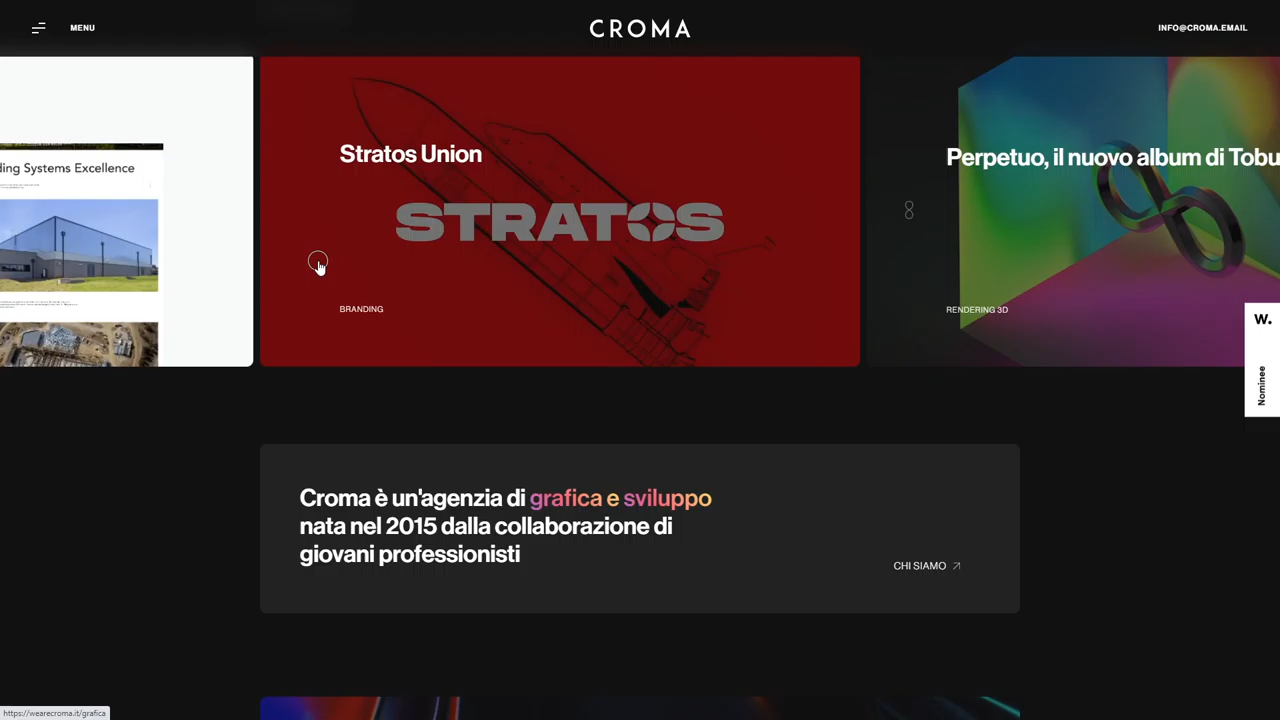 MENU
CROMA
INFO@CROMA.EMAIL
ding Systems Excellence
Stratos Union
STRATOS
BRANDING
Perpetuo, il nuovo album di Tobu
RENDERING 3D
W.
Nominee
Croma è un'agenzia di grafica e sviluppo
nata nel 2015 dalla collaborazione di
giovani professionisti
CHI SIAMO
https://wearecroma.it/grafica